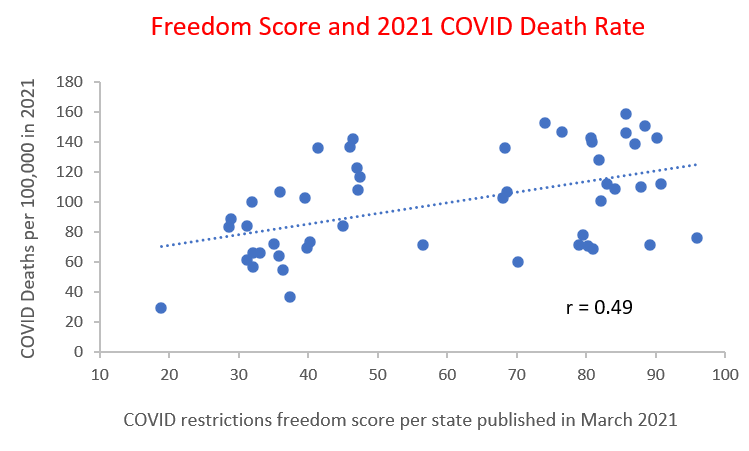 Freedom Score and 2021 COVID Death Rate
COVID Deaths per 100,000 in 2021
180
160
140
120
100
80
60
40
20
0
r = 0.49
10 20 30 40 50 60 70 80 90 100
COVID restrictions freedom score per state published in March 2021